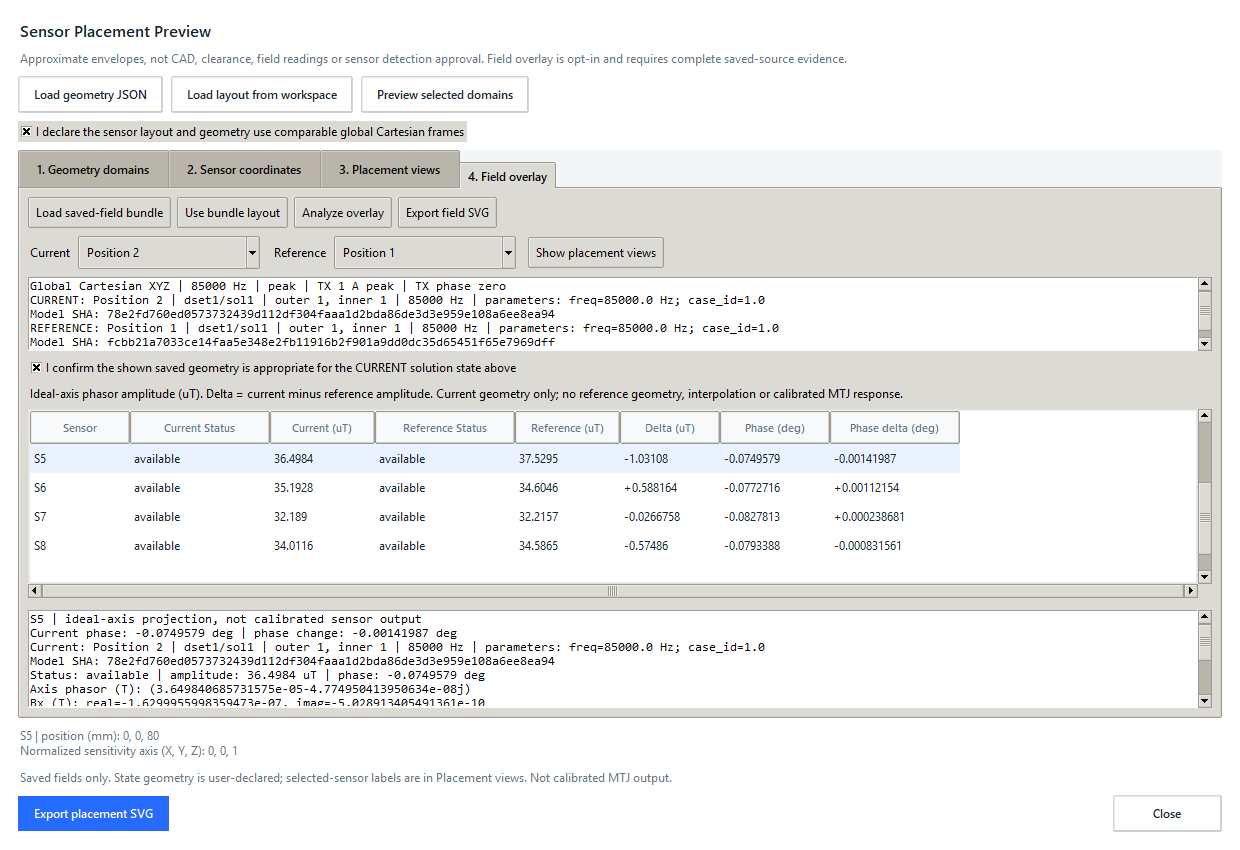 Sensor Placement Preview
Approximate envelopes, not CAD, clearance, field readings or sensor detection approval. Field overlay is opt-in and requires complete saved-source evidence.
Load geometry JSON Load layout from workspace Preview selected domains
I declare the sensor layout and geometry use comparable global Cartesian frames
1. Geometry domains 2. Sensor coordinates 3. Placement views 4. Field overlay
Load saved-field bundle Use bundle layout Analyze overlay Export field SVG
Current Position 2 Reference Position 1 Show placement views
Global Cartesian XYZ | 85000 Hz | peak | TX 1 A peak | TX phase zero
CURRENT: Position 2 | dset1/sol1 | outer 1, inner 1 | 85000 Hz | parameters: freq=85000.0 Hz; case_id=1.0
Model SHA: 78e2fd760ed0573732439d112df304faaa1d2bda86de3d3e959e108a6ee8ea94
REFERENCE: Position 1 | dset1/sol1 | outer 1, inner 1 | 85000 Hz | parameters: freq=85000.0 Hz; case_id=1.0
Model SHA: fcbb21a7033ce14faa5e348e2fb11916b2f901a9dd0dc35d65451f65e7969dff
I confirm the shown saved geometry is appropriate for the CURRENT solution state above
Ideal-axis phasor amplitude (uT). Delta = current minus reference amplitude. Current geometry only; no reference geometry, interpolation or calibrated MTJ response.
Sensor Current Status Current (uT) Reference Status Reference (uT) Delta (uT) Phase (deg) Phase delta (deg)
S5 available 36.4984 available 37.5295 -1.03108 -0.0749579 -0.00141987
S6 available 35.1928 available 34.6046 +0.588164 -0.0772716 +0.00112154
S7 available 32.189 available 32.2157 -0.0266758 -0.0827813 +0.000238681
S8 available 34.0116 available 34.5865 -0.57486 -0.0793388 -0.000831561
S5 | ideal-axis projection, not calibrated sensor output
Current phase: -0.0749579 deg | phase change: -0.00141987 deg
Current: Position 2 | dset1/sol1 | outer 1, inner 1 | 85000 Hz | parameters: freq=85000.0 Hz; case_id=1.0
Model SHA: 78e2fd760ed0573732439d112df304faaa1d2bda86de3d3e959e108a6ee8ea94
Status: available | amplitude: 36.4984 uT | phase: -0.0749579 deg
Axis phasor (T): (3.649840685731575e-05-4.774950413950634e-08j)
Bx (T): real=-1.6299955998359473e-07, imag=-5.028913405491361e-10
S5 | position (mm): 0, 0, 80
Normalized sensitivity axis (X, Y, Z): 0, 0, 1
Saved fields only. State geometry is user-declared; selected-sensor labels are in Placement views. Not calibrated MTJ output.
Export placement SVG Close